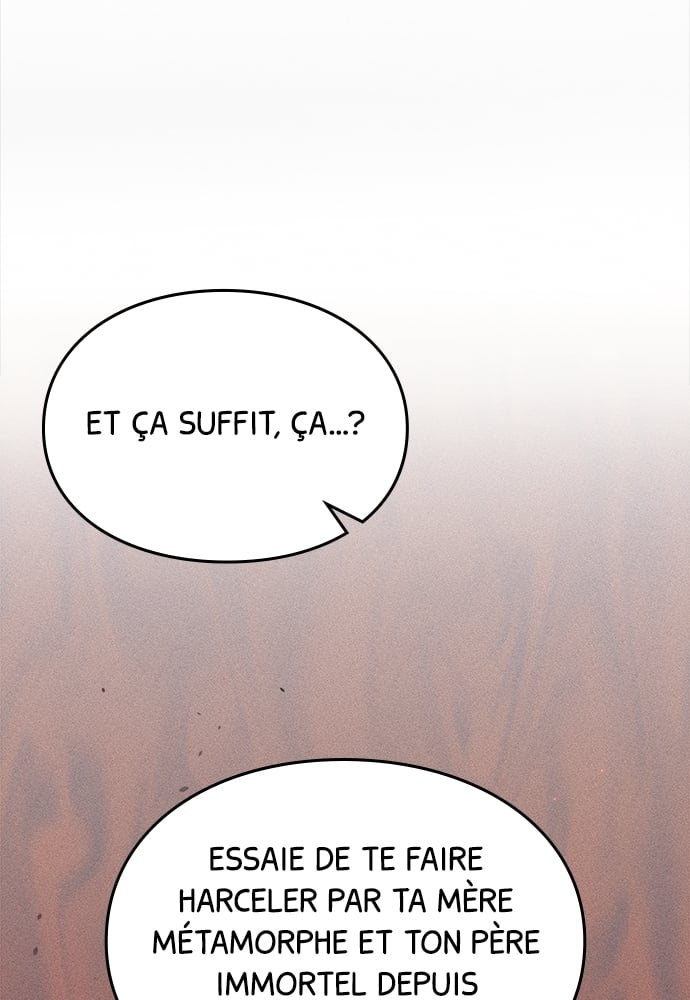 ET ÇA SUFFIT, ÇA...?
ESSAIE DE TE FAIRE
HARCELER PAR TA MÈRE
MÉTAMORPHE ET TON PÈRE
IMMORTEL DEPUIS